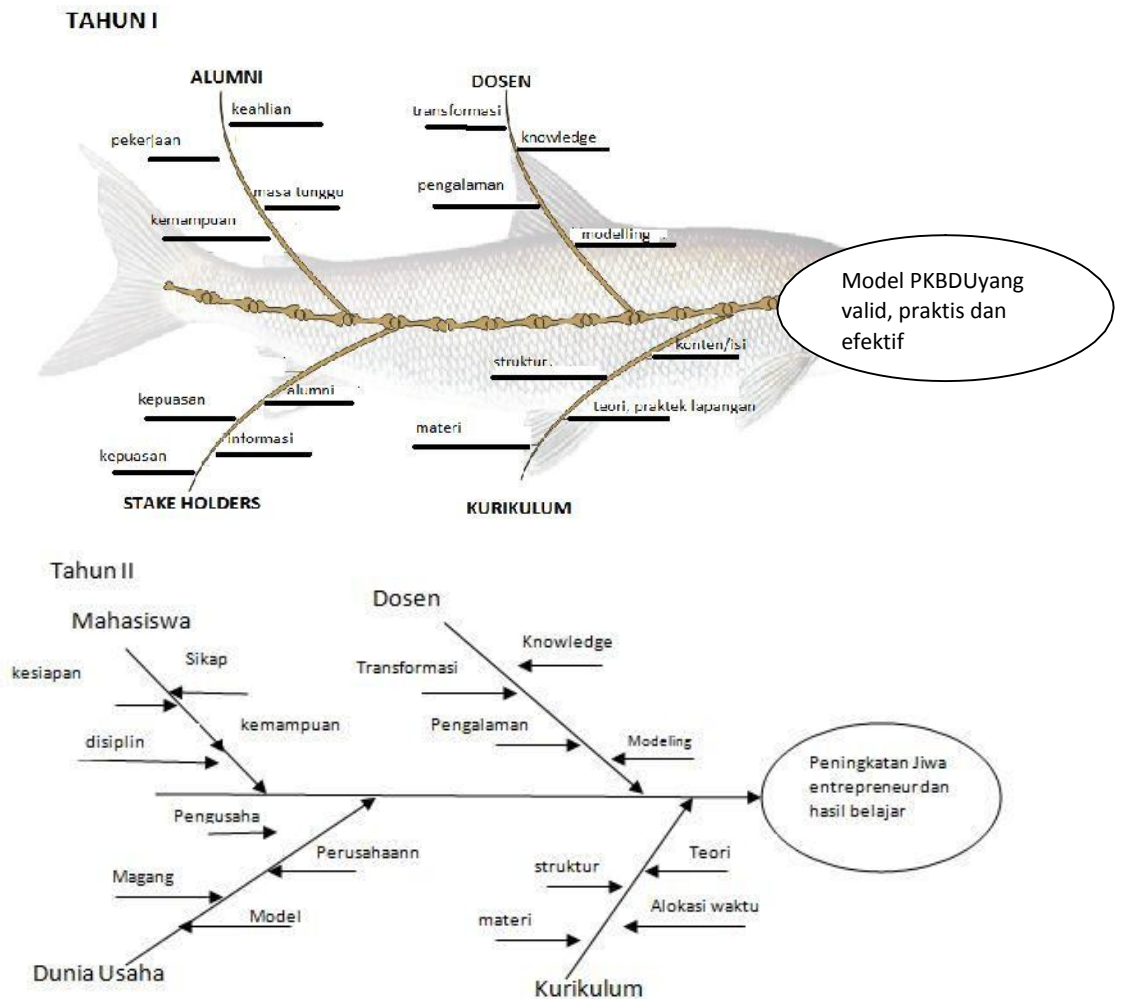 TAHUN I
ALUMNI
DOSEN
keahlian
transformasi
pekerjaan
knowledge
masa tunggu
pengalaman
kemampuan
modelling
Model PKBDUyang
valid, praktis dan
efektif
konten/isi
struktur.
alumni
kepuasan
teori, praktek lapangan
materi
informasi
kepuasan
STAKE HOLDERS
KURIKULUM
Tahun II
Dosen
Mahasiswa
Knowledge
Sikap
kesiapan
Transformasi
kemampuan
Pengalaman
disiplin
Modeling
Peningkatan Jiwa
entrepreneur dan
hasil belajar
Pengusaha
Perusahaann
Teori
struktur
Magang
Alokasi waktu
Model
materi
Dunia Usaha
Kurikulum